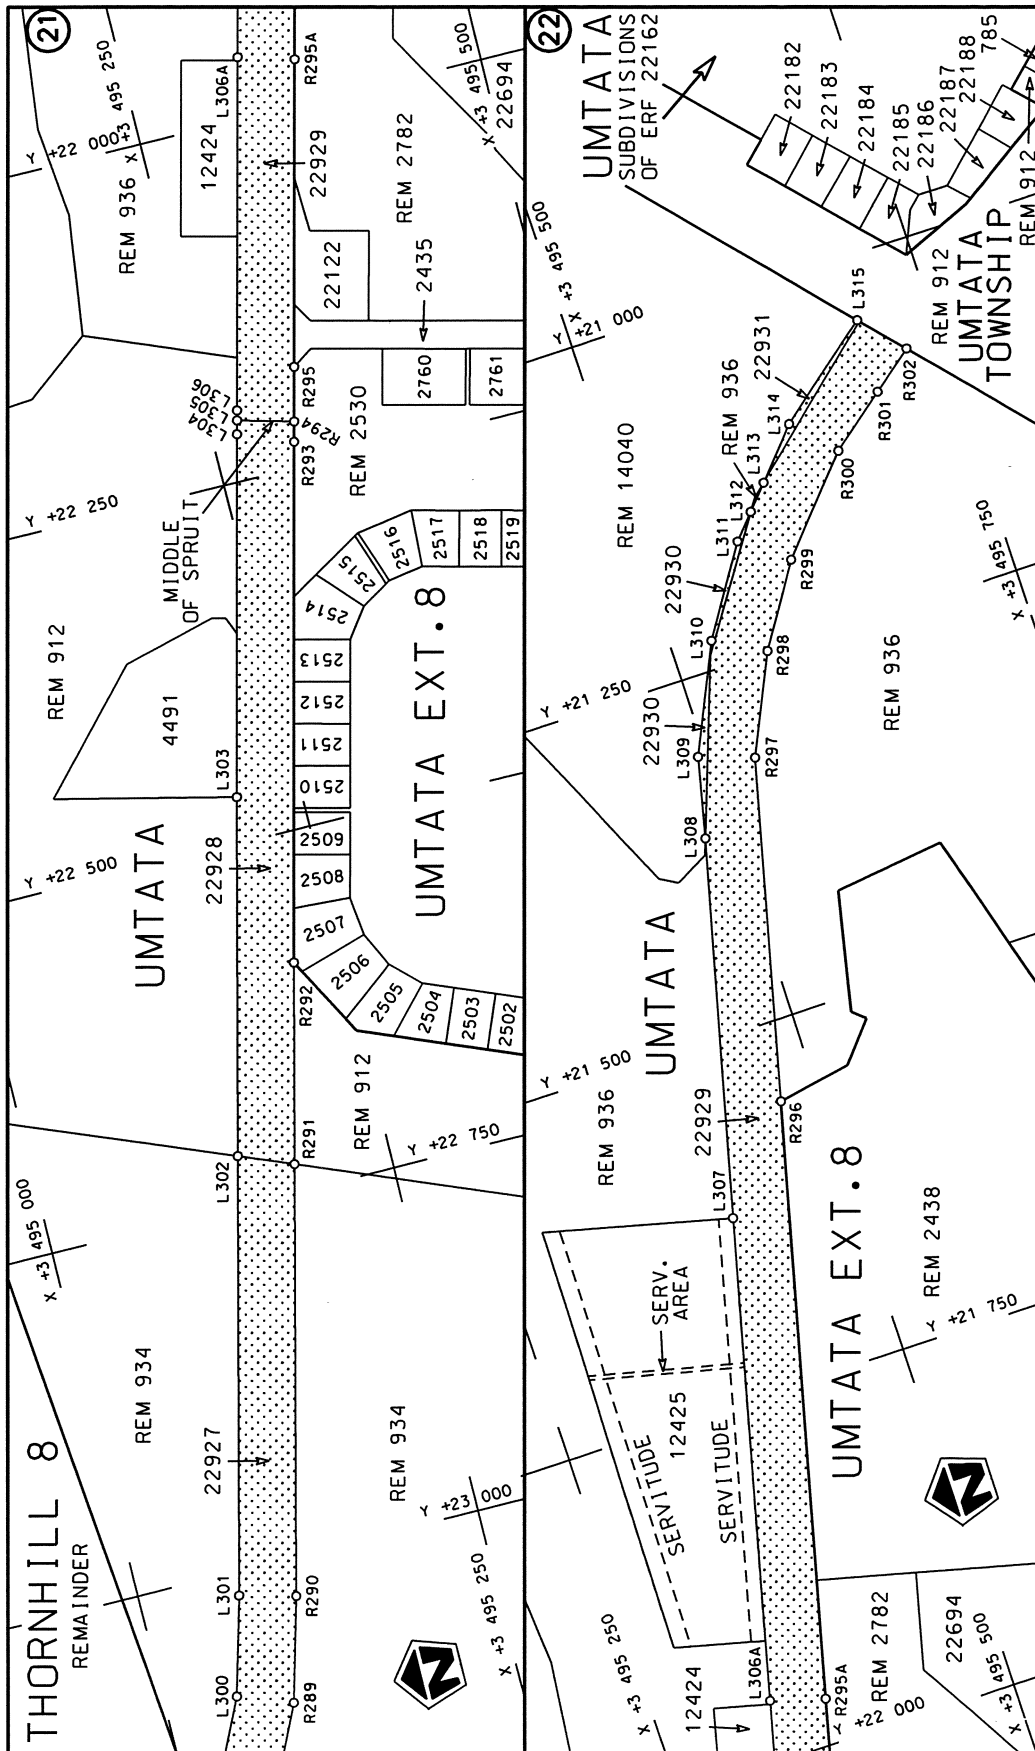 21
THORNHILL 8
REMAINDER
L300
L301
L302
L303
L304
L305
L306
L306A
R289
R290
R291
R292
R293
R294
R295
R295A
X +3 495 000
REM 934
22927
REM 934
Y +23 000
X +3 495 250
Y +22 750
REM 912
UMTATA
22928
Y +22 500
4491
REM 912
MIDDLE
OF SPRUIT
Y +22 250
REM 936
Y +22 000
X +3 495 250
12424
22929
22122
2435
REM 2782
X +3 495 500
22694
2760
2761
REM 2530
2502
2503
2504
2505
2506
2507
2508
2509
2510
2511
2512
2513
2514
2515
2516
2517
2518
2519
UMTATA EXT.8
22
12424
X +3 495 250
L306A
L307
L308
L309
L310
L311
L312
L313
L314
L315
R295A
R296
R297
R298
R299
R300
R301
R302
Y +22 000
REM 2782
22694
X +3 495 500
SERVITUDE
12425
SERVITUDE
SERV.
AREA
REM 936
22929
Y +21 500
UMTATA
UMTATA EXT.8
REM 2438
Y +21 750
22930
Y +21 250
22930
REM 14040
REM 936
22931
REM 936
X +3 495 750
Y +21 000
X +3 495 500
UMTATA
SUBDIVISIONS
OF ERF 22162
22182
22183
22184
22185
22186
22187
22188
785
REM 912
REM 912
UMTATA
TOWNSHIP
N
N